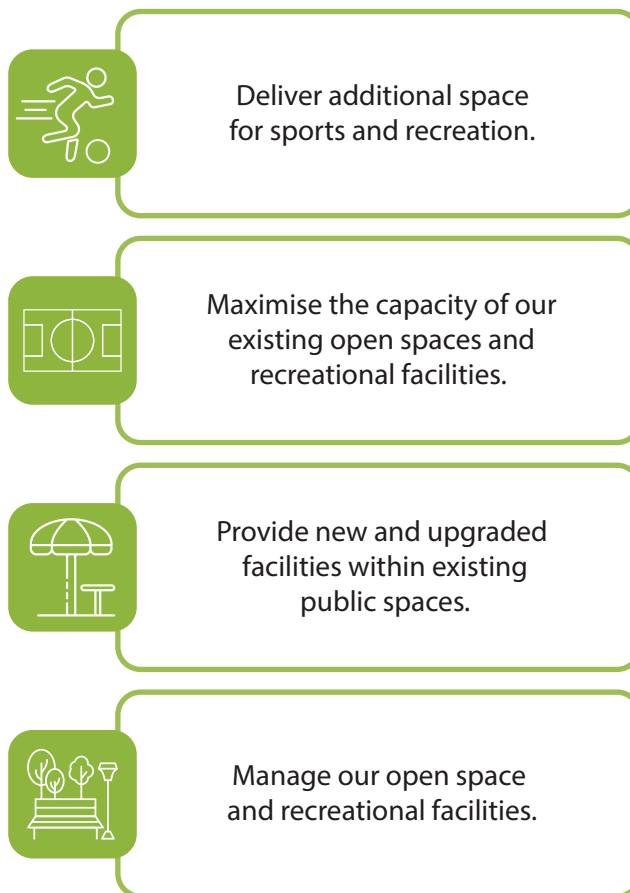 Deliver additional space
for sports and recreation.
Maximise the capacity of our
existing open spaces and
recreational facilities.
Provide new and upgraded
facilities within existing
public spaces.
Manage our open space
and recreational facilities.